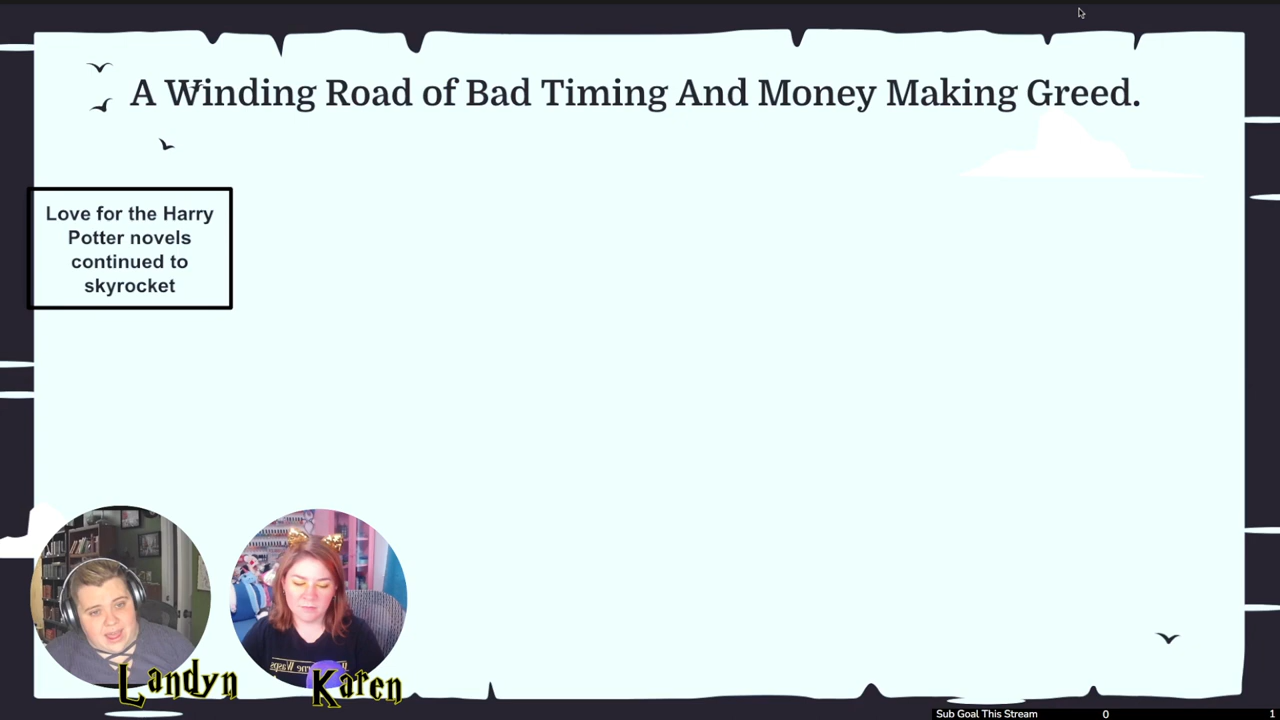 A Winding Road of Bad Timing And Money Making Greed.
Love for the Harry
Potter novels
continued to
skyrocket
Landyn
Karen
Sub Goal This Stream 0 1